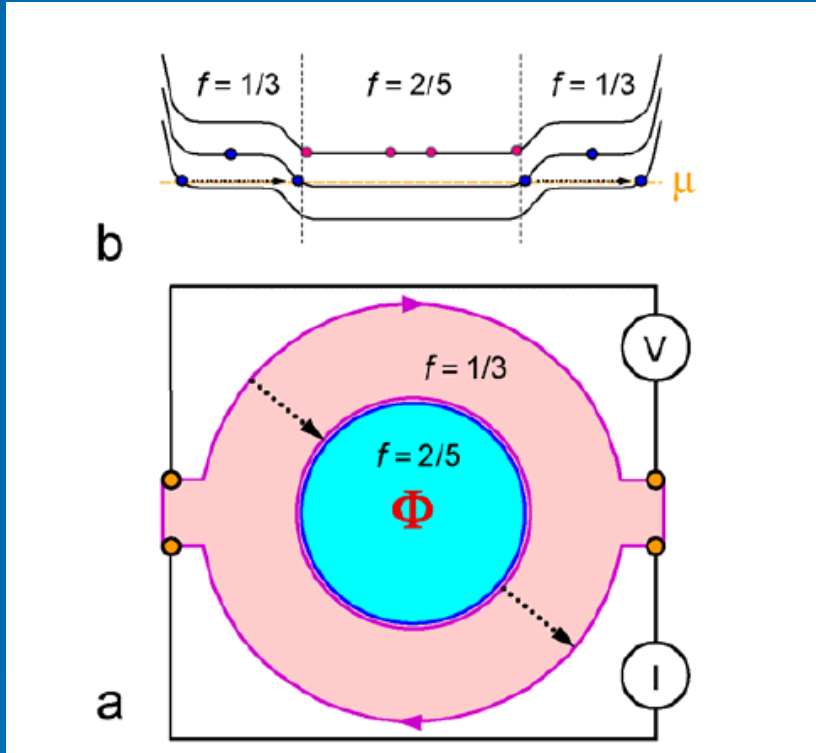 f = 1/3 f = 2/5 f = 1/3
μ
b
V
f = 1/3
f = 2/5
Φ
I
a